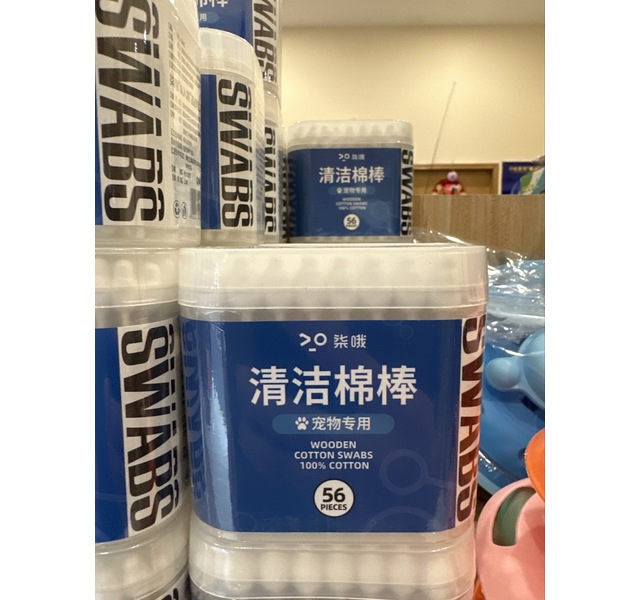 SWABS
SWABS
SWABS
柒哦
清洁棉棒
宠物专用
WOODEN
COTTON SWABS
100% COTTON
56
SWABS
SWABS
柒哦
清洁棉棒
宠物专用
WOODEN
COTTON SWABS
100% COTTON
56
PIECES
SWABS